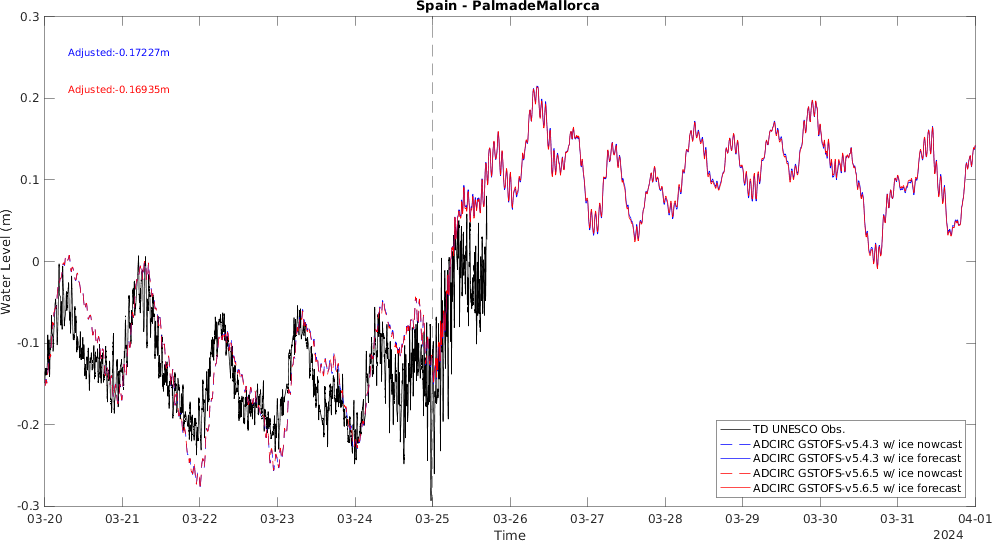 Spain - PalmadeMallorca
Adjusted:-0.17227m
Adjusted:-0.16935m
Water Level (m)
0.3
0.2
0.1
0
-0.1
-0.2
-0.3
TD UNESCO Obs.
ADCIRC GSTOFS-v5.4.3 w/ ice nowcast
ADCIRC GSTOFS-v5.4.3 w/ ice forecast
ADCIRC GSTOFS-v5.6.5 w/ ice nowcast
ADCIRC GSTOFS-v5.6.5 w/ ice forecast
03-20 03-21 03-22 03-23 03-24 03-25 03-26 03-27 03-28 03-29 03-30 03-31 04-01
Time
2024